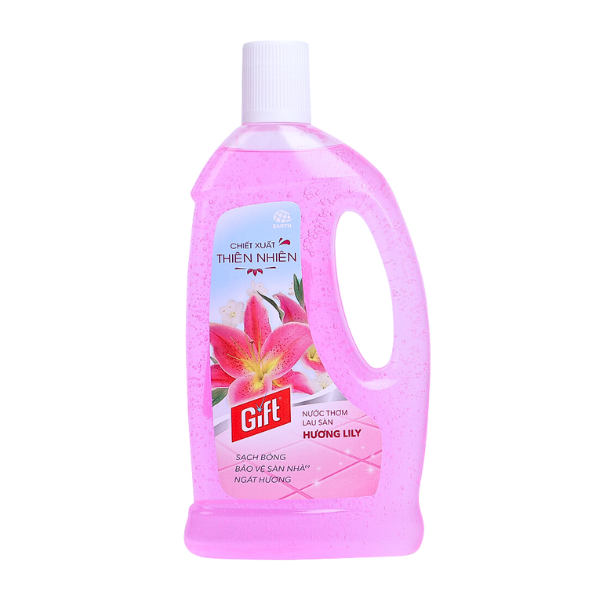 EARTH
CHIẾT XUẤT
THIÊN NHIÊN
Gift
NƯỚC THƠM
LAU SÀN
HƯƠNG LILY
SẠCH BÓNG
BẢO VỆ SÀN NHÀ
NGÁT HƯƠNG